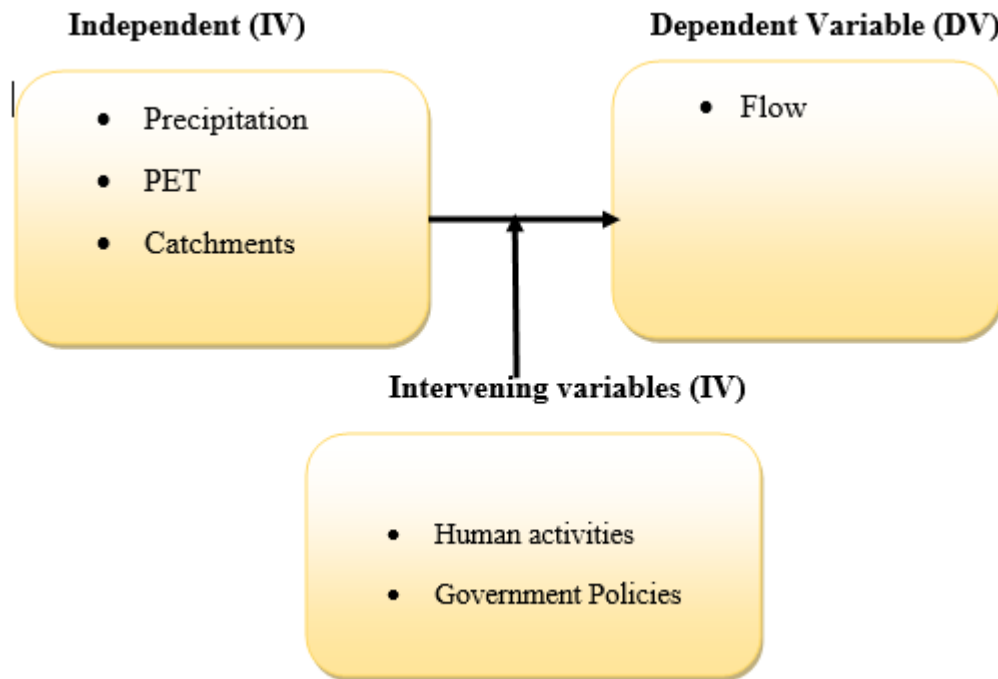 Independent (IV)
Dependent Variable (DV)
• Precipitation
• PET
• Catchments
• Flow
Intervening variables (IV)
• Human activities
• Government Policies